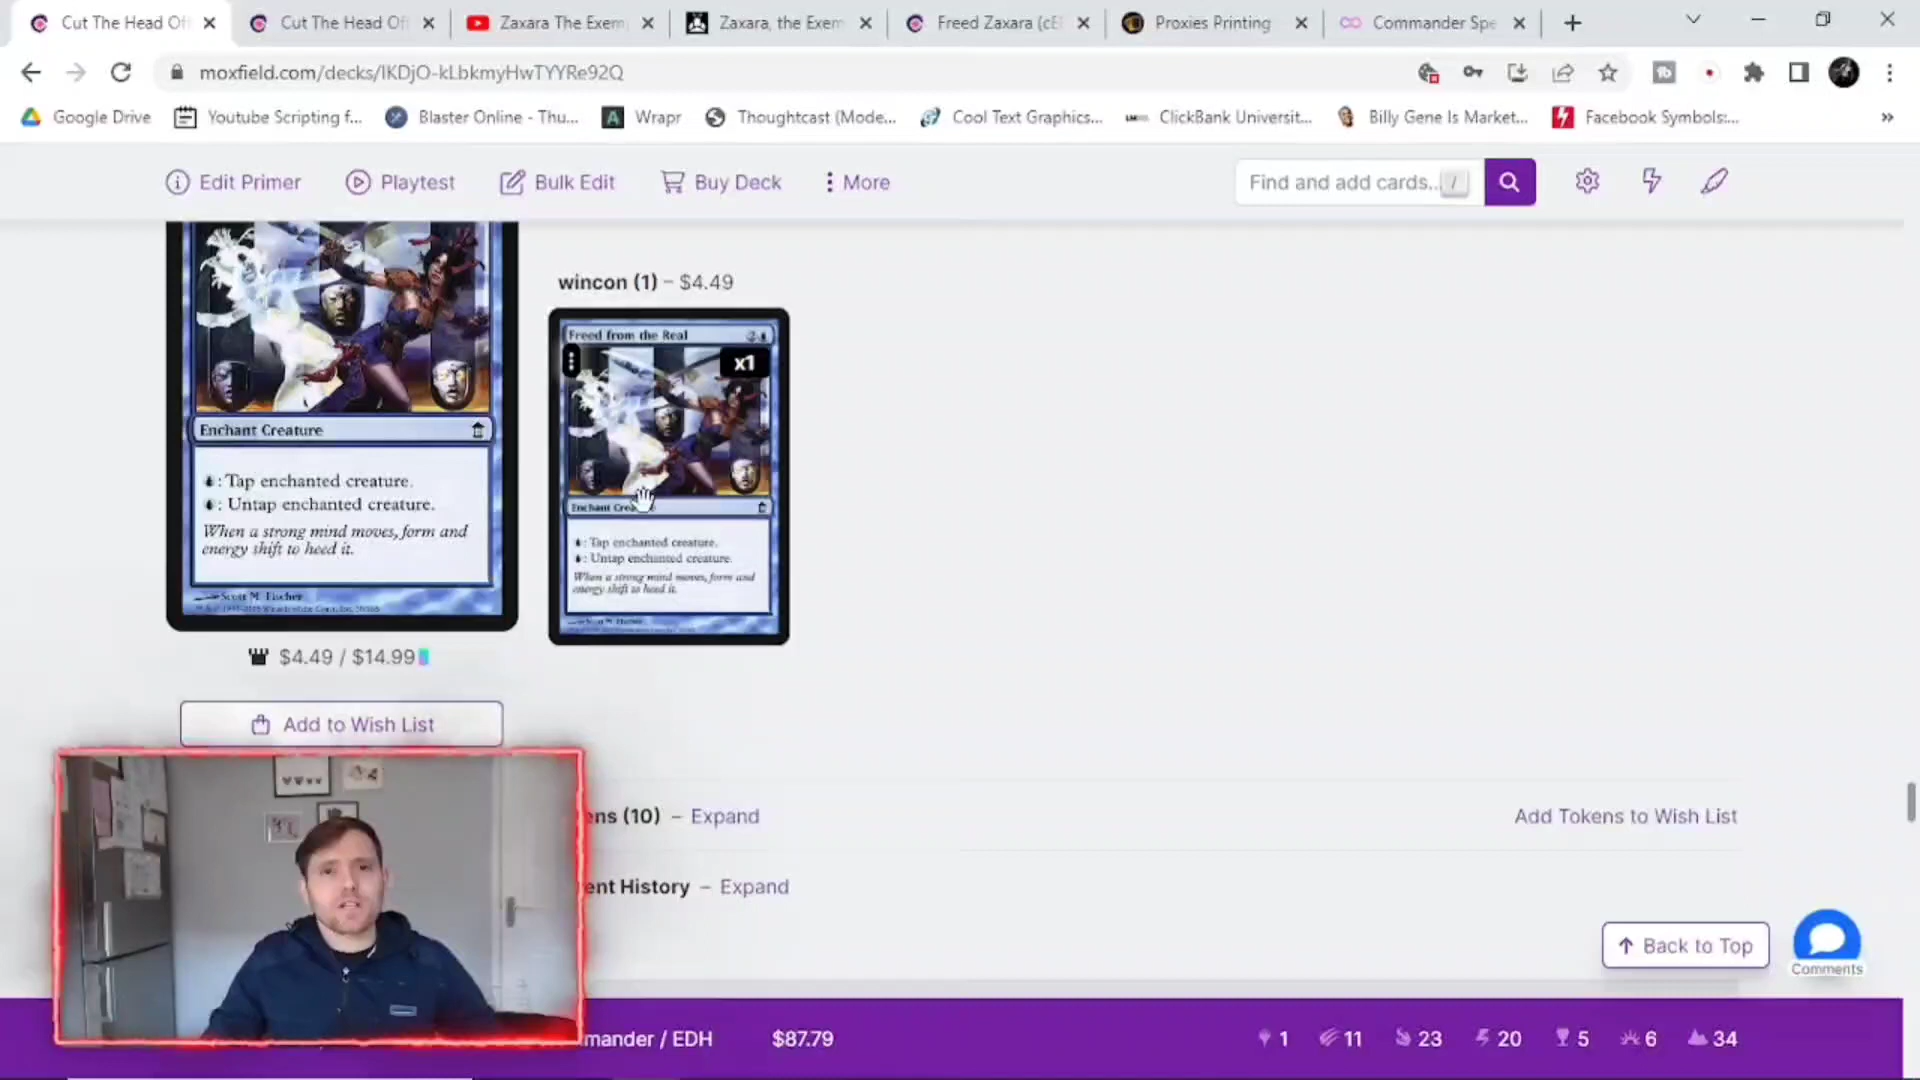 Cut The Head Of
Cut The Head Of
Zaxara The Exem
Zaxara, the Exem
Freed Zaxara (cE
Proxies Printing
Commander Spe
moxfield.com/decks/lKDjO-kLbkmyHwTYYRe92Q
Google Drive
Youtube Scripting f...
Blaster Online - Thu...
Wrapr
Thoughtcast (Mode...
Cool Text Graphics...
ClickBank Universit...
Billy Gene Is Market...
Facebook Symbols:...
Edit Primer
Playtest
Bulk Edit
Buy Deck
More
Find and add cards... /
wincon (1) – $4.49
Freed from the Real
x1
Enchant Creature
: Tap enchanted creature.
: Untap enchanted creature.
When a strong mind moves, form and
energy shift to heed it.
Scott M. Fischer
Enchant Crea
: Tap enchanted creature.
: Untap enchanted creature.
When a strong mind moves, form and
energy shift to heed it.
$4.49 / $14.99
Add to Wish List
ens (10) – Expand
Add Tokens to Wish List
ent History – Expand
Back to Top
Comments
mander / EDH
$87.79
1
11
23
20
5
6
34